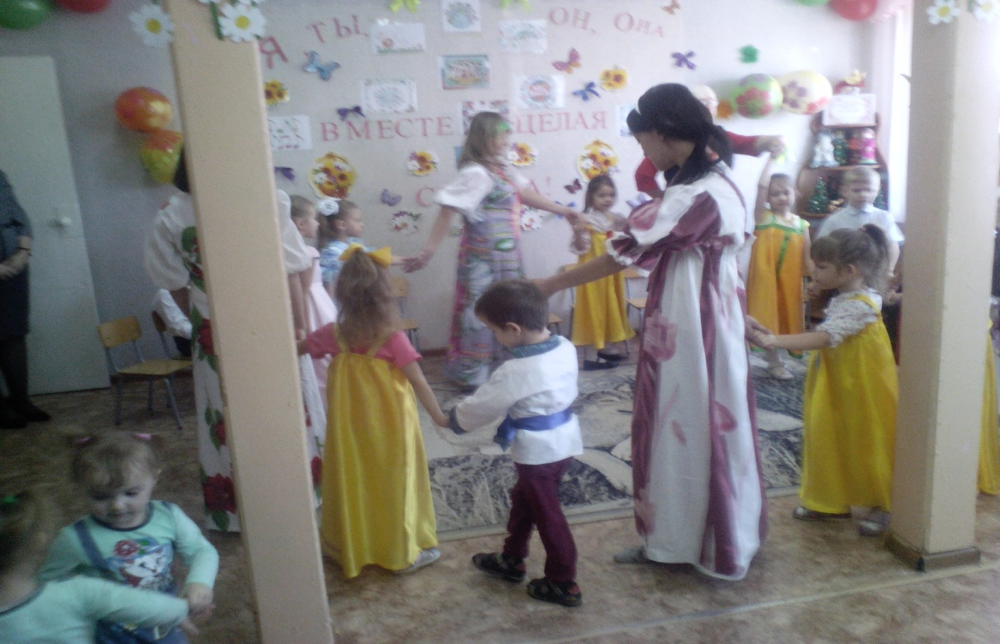 Я ТЫ, ОН, ОНА
ВМЕСТЕ ЦЕЛАЯ